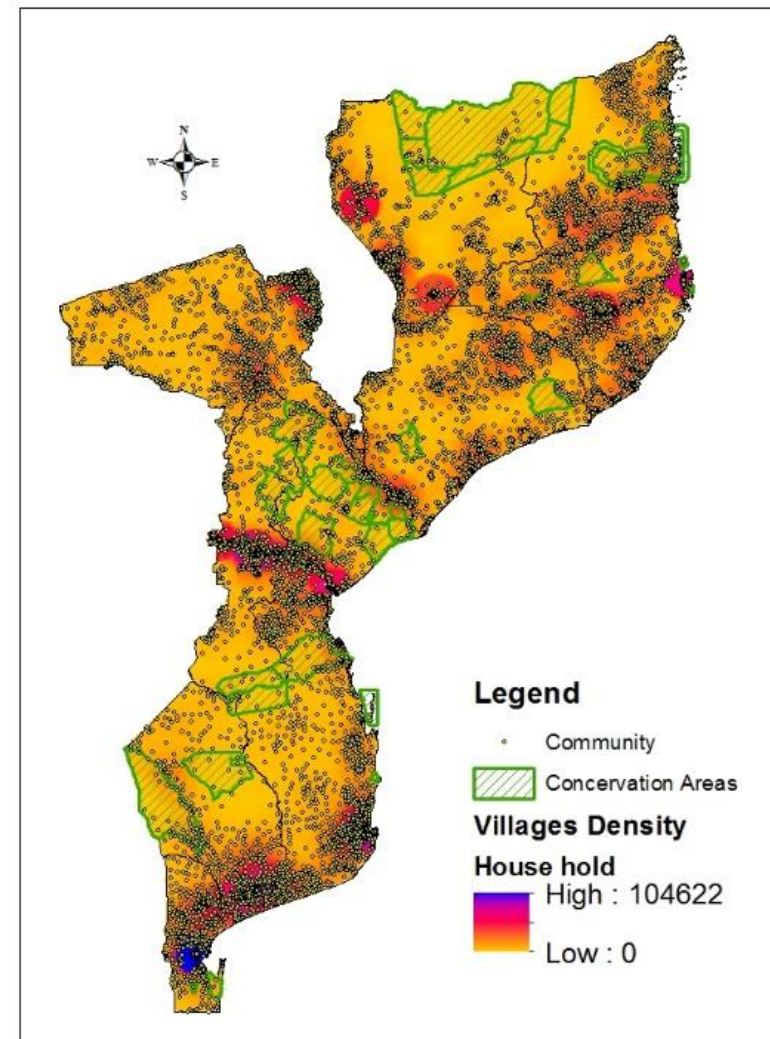 N
W E
S
Legend
Community
Concervation Areas
Villages Density
House hold
High : 104622
Low : 0